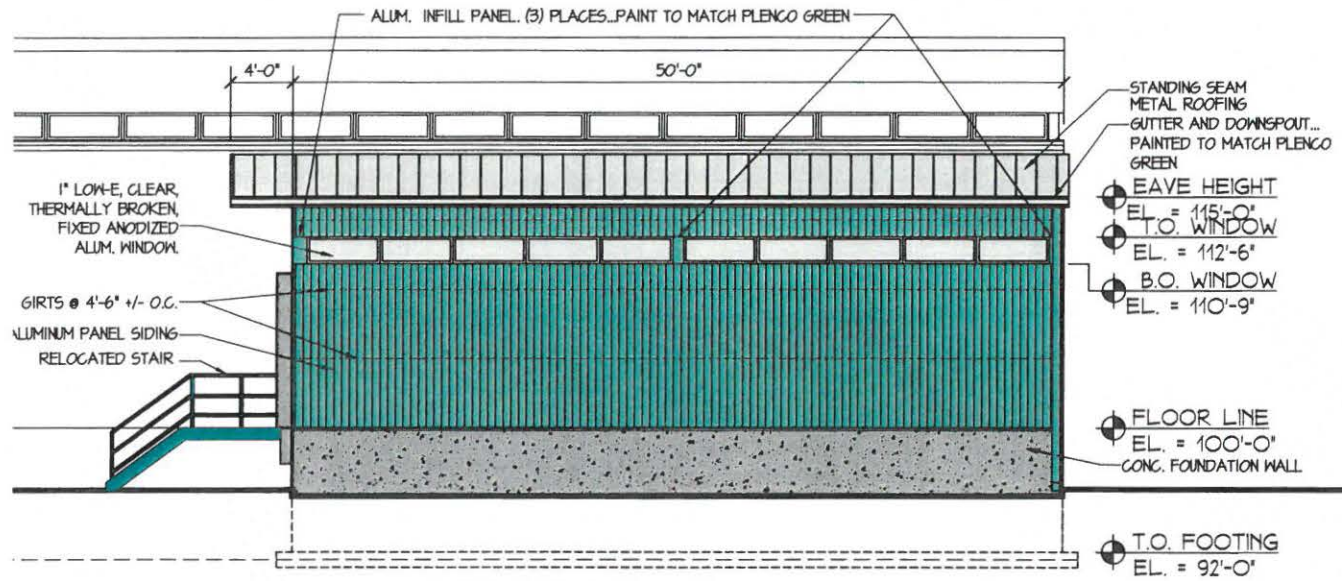 ALUM. INFILL PANEL. (3) PLACES...PAINT TO MATCH PLENCO GREEN
4'-0"
50'-0"
STANDING SEAM
METAL ROOFING
GUTTER AND DOWNSPOUT...
PAINTED TO MATCH PLENCO
GREEN
1" LOW-E, CLEAR,
THERMALLY BROKEN,
FIXED ANODIZED
ALUM. WINDOW.
EAVE HEIGHT
EL. = 115'-0"
T.O. WINDOW
EL. = 112'-6"
B.O. WINDOW
EL. = 110'-9"
GIRTS @ 4'-6" +/- O.C.
ALUMINUM PANEL SIDING
RELOCATED STAIR
FLOOR LINE
EL. = 100'-0"
CONC. FOUNDATION WALL
T.O. FOOTING
EL. = 92'-0"